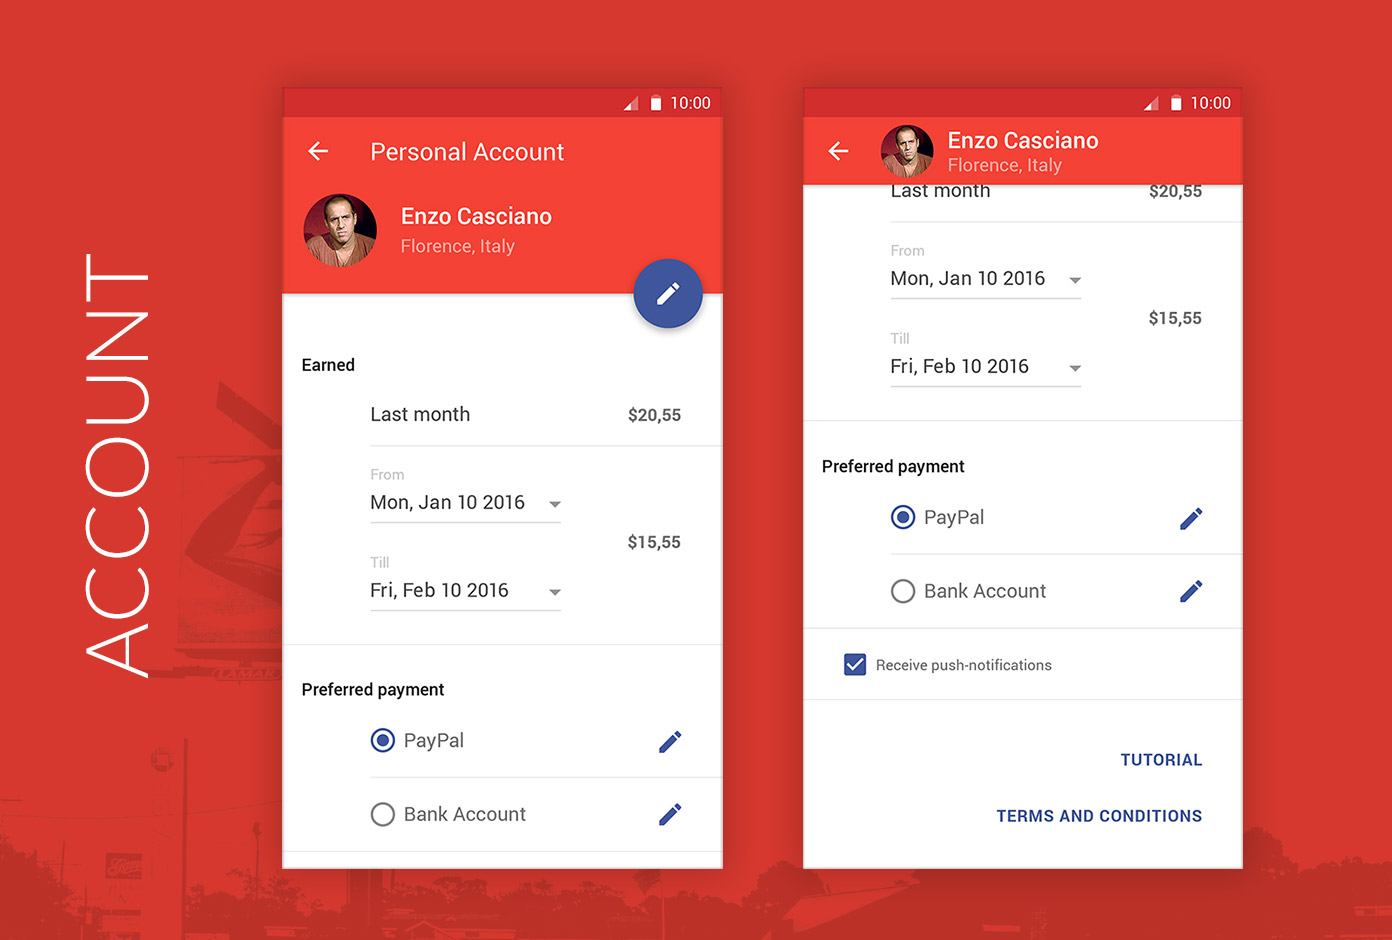 ACCOUNT
10:00
Personal Account
Enzo Casciano
Florence, Italy
Earned
Last month $20,55
From
Mon, Jan 10 2016
$15,55
Till
Fri, Feb 10 2016
Preferred payment
PayPal
Bank Account
10:00
Enzo Casciano
Florence, Italy
Last month $20,55
From
Mon, Jan 10 2016
$15,55
Till
Fri, Feb 10 2016
Preferred payment
PayPal
Bank Account
Receive push-notifications
TUTORIAL
TERMS AND CONDITIONS